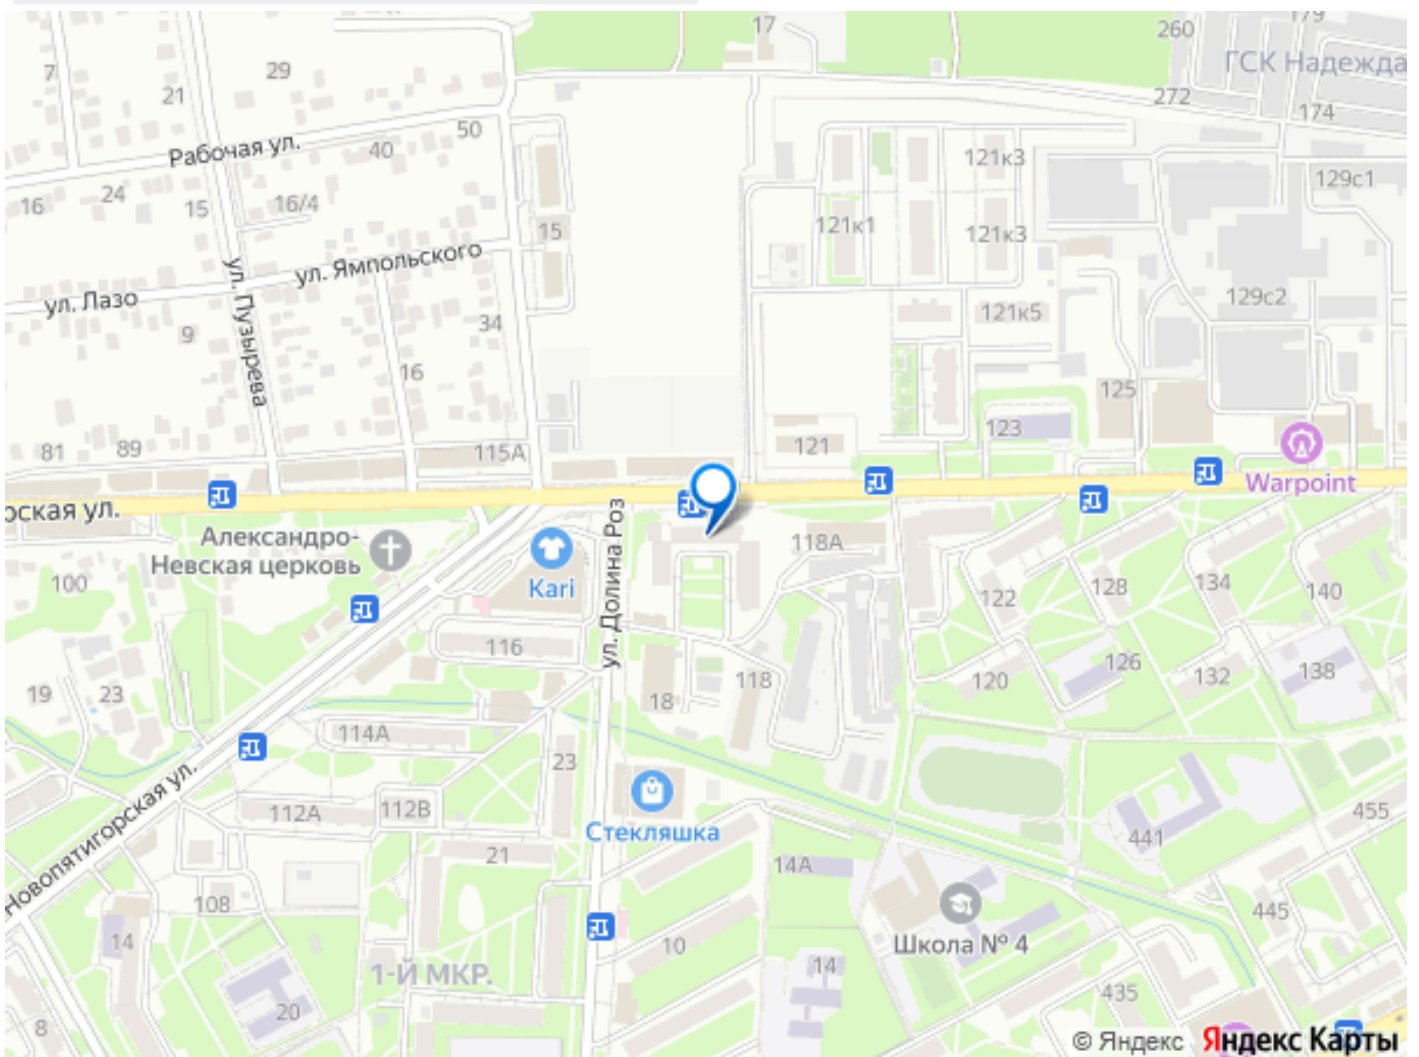 17
260
179
7
29
ГСК Надежда
21
272
174
50
Рабочая ул.
40
121к3
129с1
24
16
15
16/4
15
121к1
121к3
ул. Ямпольского
ул. Лазо
ул. Пузырева
129с2
34
121к5
9
16
125
81
89
115А
121
123
Warpoint
орская ул.
Александро-
Невская церковь
Kari
ул. Долина Роз
118А
100
122
128
134
140
116
19
23
18
118
120
126
132
138
114А
23
112А
112В
Стекляшка
455
441
21
14А
Новопятигорская ул.
108
445
14
10
Школа № 4
1-Й МКР.
14
435
20
8
© Яндекс Яндекс Карты